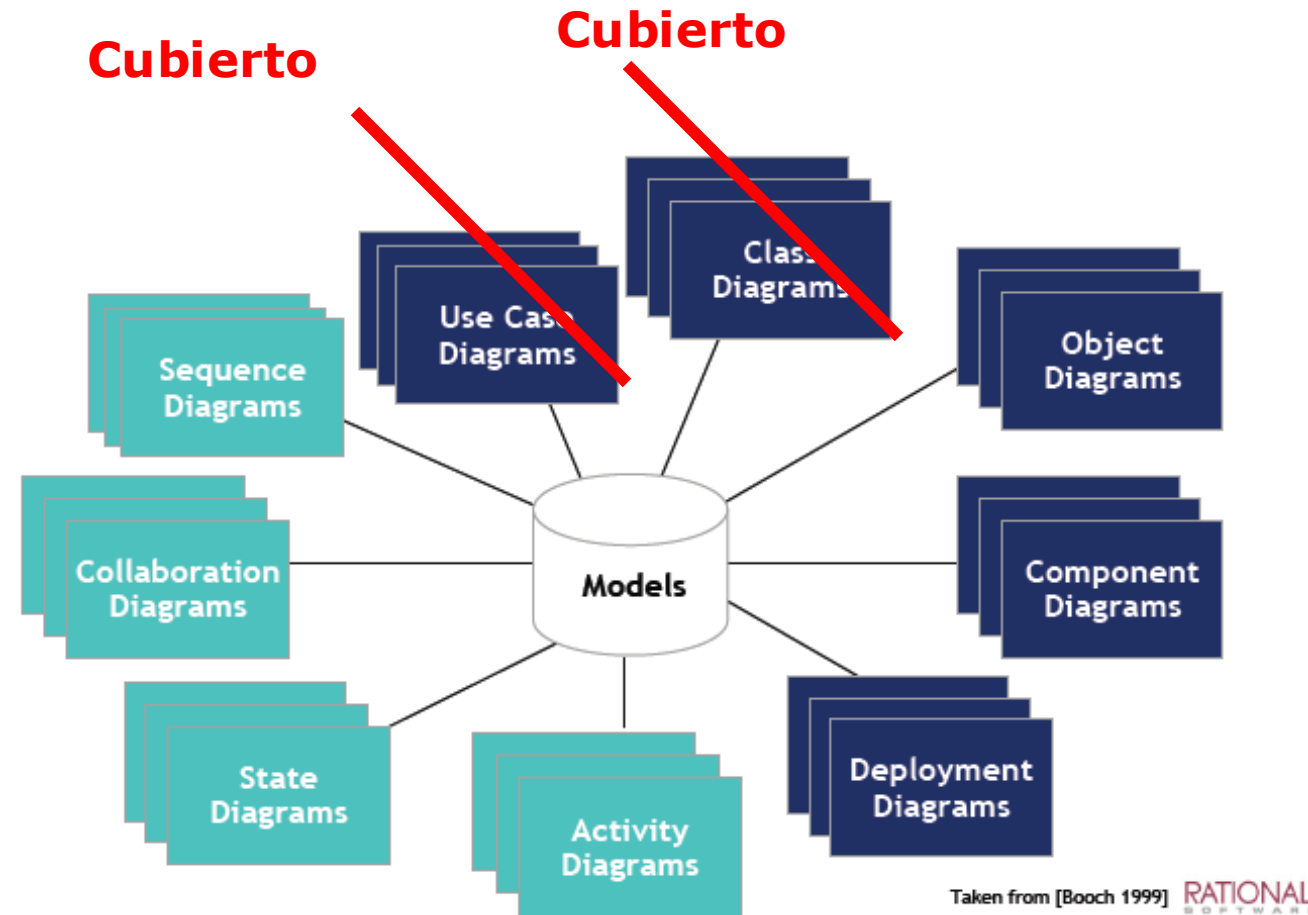 Cubierto
Cubierto
Class
Diagrams
Use Case
Diagrams
Object
Diagrams
Sequence
Diagrams
Collaboration
Diagrams
Models
Component
Diagrams
State
Diagrams
Activity
Diagrams
Deployment
Diagrams
Taken from [Booch 1999]
RATIONAL
SOFTWARE